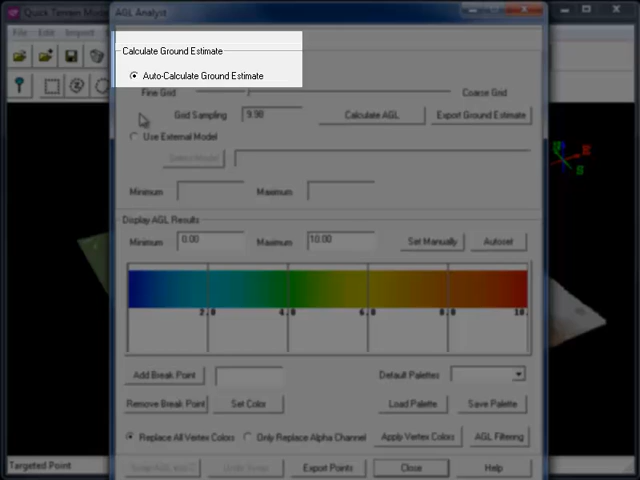 AGL Analyst
Quick Terrain Mode
File Edit Import
Calculate Ground Estimate
Auto-Calculate Ground Estimate
Fine Grid Coarse Grid
Grid Sampling 9.98 Calculate AGL Export Ground Estimate
Use External Model
Select Model
Minimum Maximum
Display AGL Results
Minimum 0.00 Maximum 10.00 Set Manually Autoset
2.0 4.0 6.0 8.0 10.
Add Break Point Default Palettes
Remove Break Point Set Color Load Palette Save Palette
Replace All Vertex Colors Only Replace Alpha Channel Apply Vertex Colors AGL Filtering
Targeted Point
Undo Swap Export Points Close Help